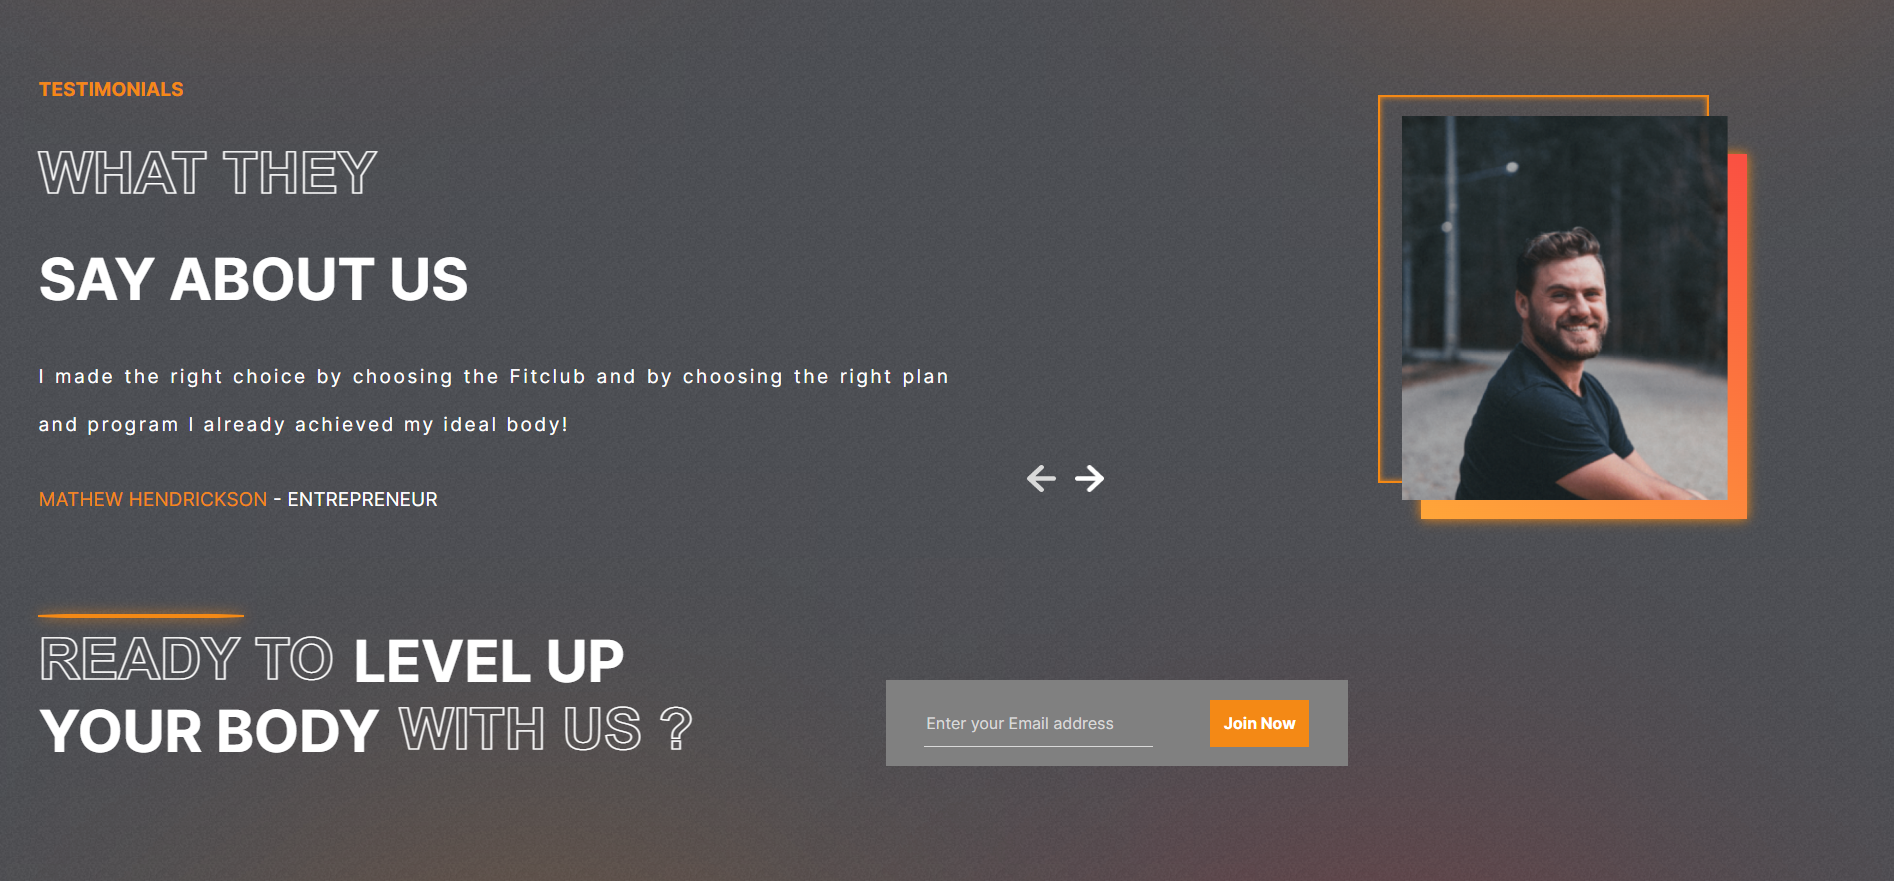 TESTIMONIALS
WHAT THEY
SAY ABOUT US
I made the right choice by choosing the Fitclub and by choosing the right plan
and program I already achieved my ideal body!
MATHEW HENDRICKSON - ENTREPRENEUR
READY TO LEVEL UP
YOUR BODY WITH US ?
Enter your Email address
Join Now